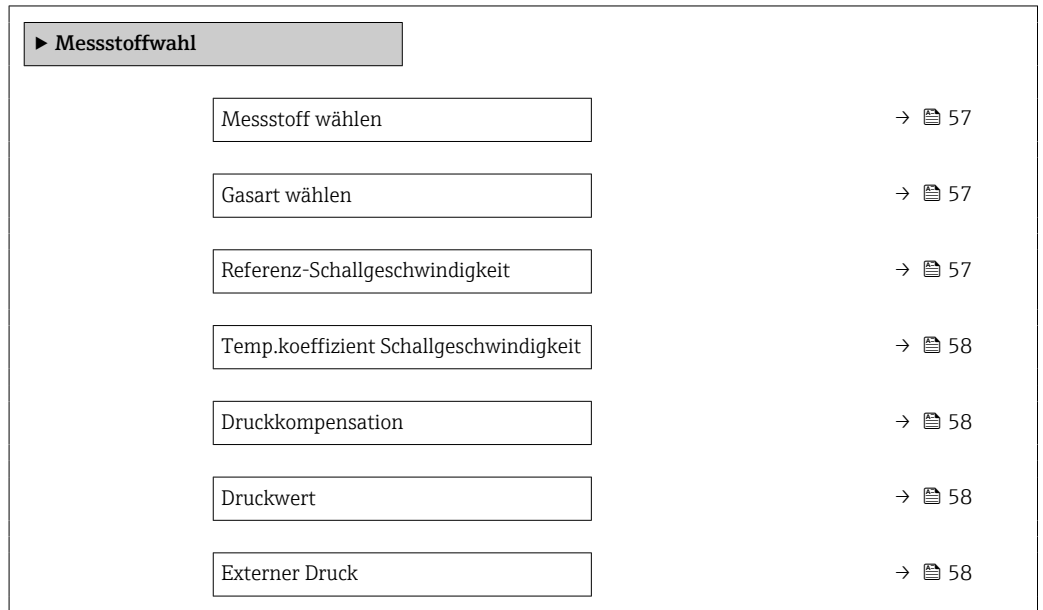 ▶ Messstoffwahl
Messstoff wählen → 57
Gasart wählen → 57
Referenz-Schallgeschwindigkeit → 57
Temp.koeffizient Schallgeschwindigkeit → 58
Druckkompensation → 58
Druckwert → 58
Externer Druck → 58